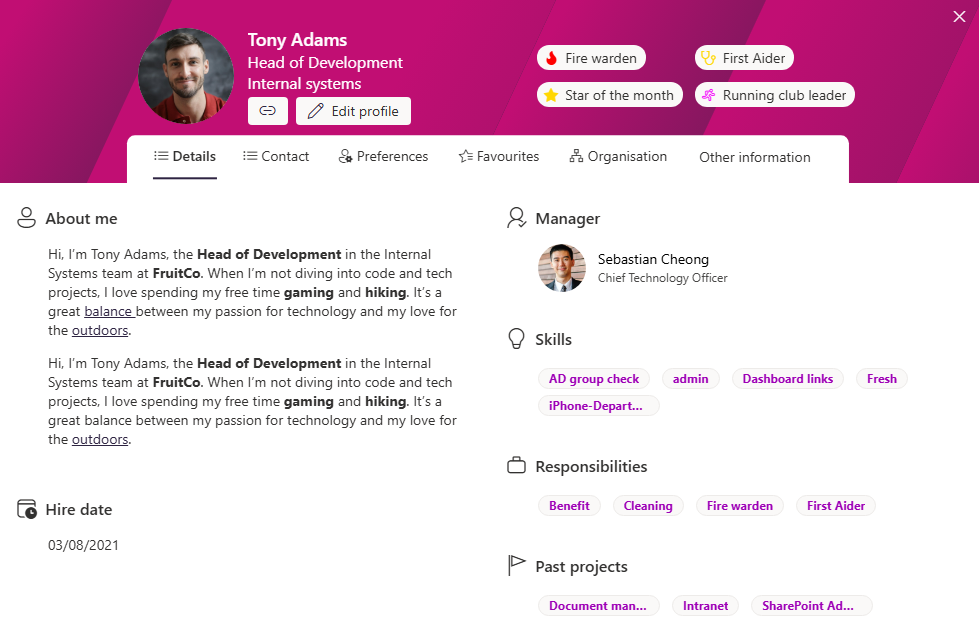 Tony Adams
Head of Development
Internal systems
Edit profile
Fire warden
First Aider
Star of the month
Running club leader
Details
Contact
Preferences
Favourites
Organisation
Other information
About me
Hi, I’m Tony Adams, the Head of Development in the Internal
Systems team at FruitCo. When I’m not diving into code and tech
projects, I love spending my free time gaming and hiking. It’s a
great balance between my passion for technology and my love for
the outdoors.
Hi, I’m Tony Adams, the Head of Development in the Internal
Systems team at FruitCo. When I’m not diving into code and tech
projects, I love spending my free time gaming and hiking. It’s a
great balance between my passion for technology and my love for
the outdoors.
Hire date
03/08/2021
Manager
Sebastian Cheong
Chief Technology Officer
Skills
AD group check
admin
Dashboard links
Fresh
iPhone-Depart...
Responsibilities
Benefit
Cleaning
Fire warden
First Aider
Past projects
Document man...
Intranet
SharePoint Ad...